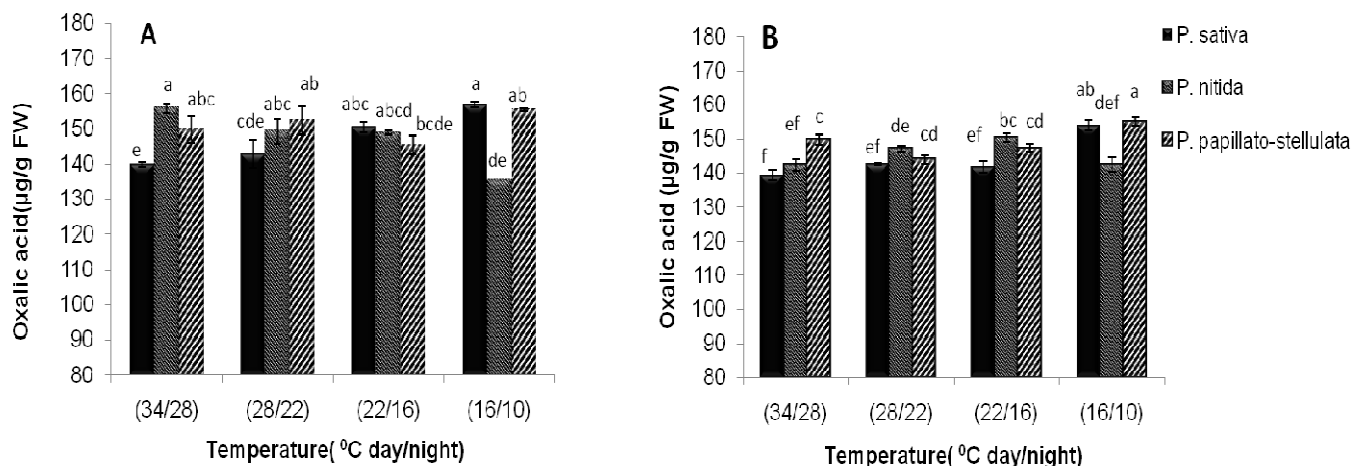 A
Oxalic acid(µg/g FW)
180
170
160
150
140
130
120
110
100
90
80
e
a
abc
cde
abc
ab
abc
abcd
bcde
a
de
ab
(34/28)
(28/22)
(22/16)
(16/10)
Temperature( ⁰C day/night)
B
Oxalic acid (µg/g FW)
180
170
160
150
140
130
120
110
100
90
80
f
ef
c
ef
de
cd
ef
bc
cd
ab
def
a
(34/28)
(28/22)
(22/16)
(16/10)
Temperature( ⁰C day/night)
P. sativa
P. nitida
P. papillato-stellulata